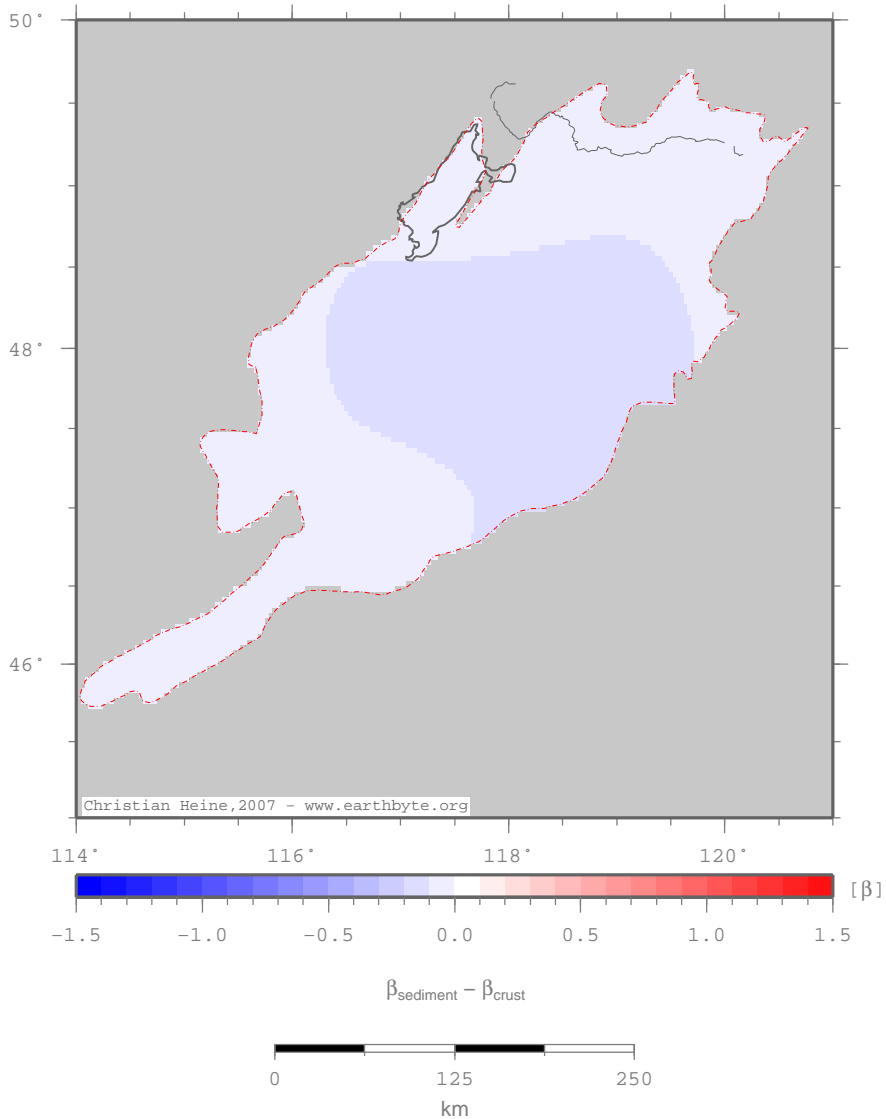 50°
48°
46°
Christian Heine,2007 - www.earthbyte.org
114° 116° 118° 120°
[β]
-1.5 -1.0 -0.5 0.0 0.5 1.0 1.5
βsediment – βcrust
0 125 250
km